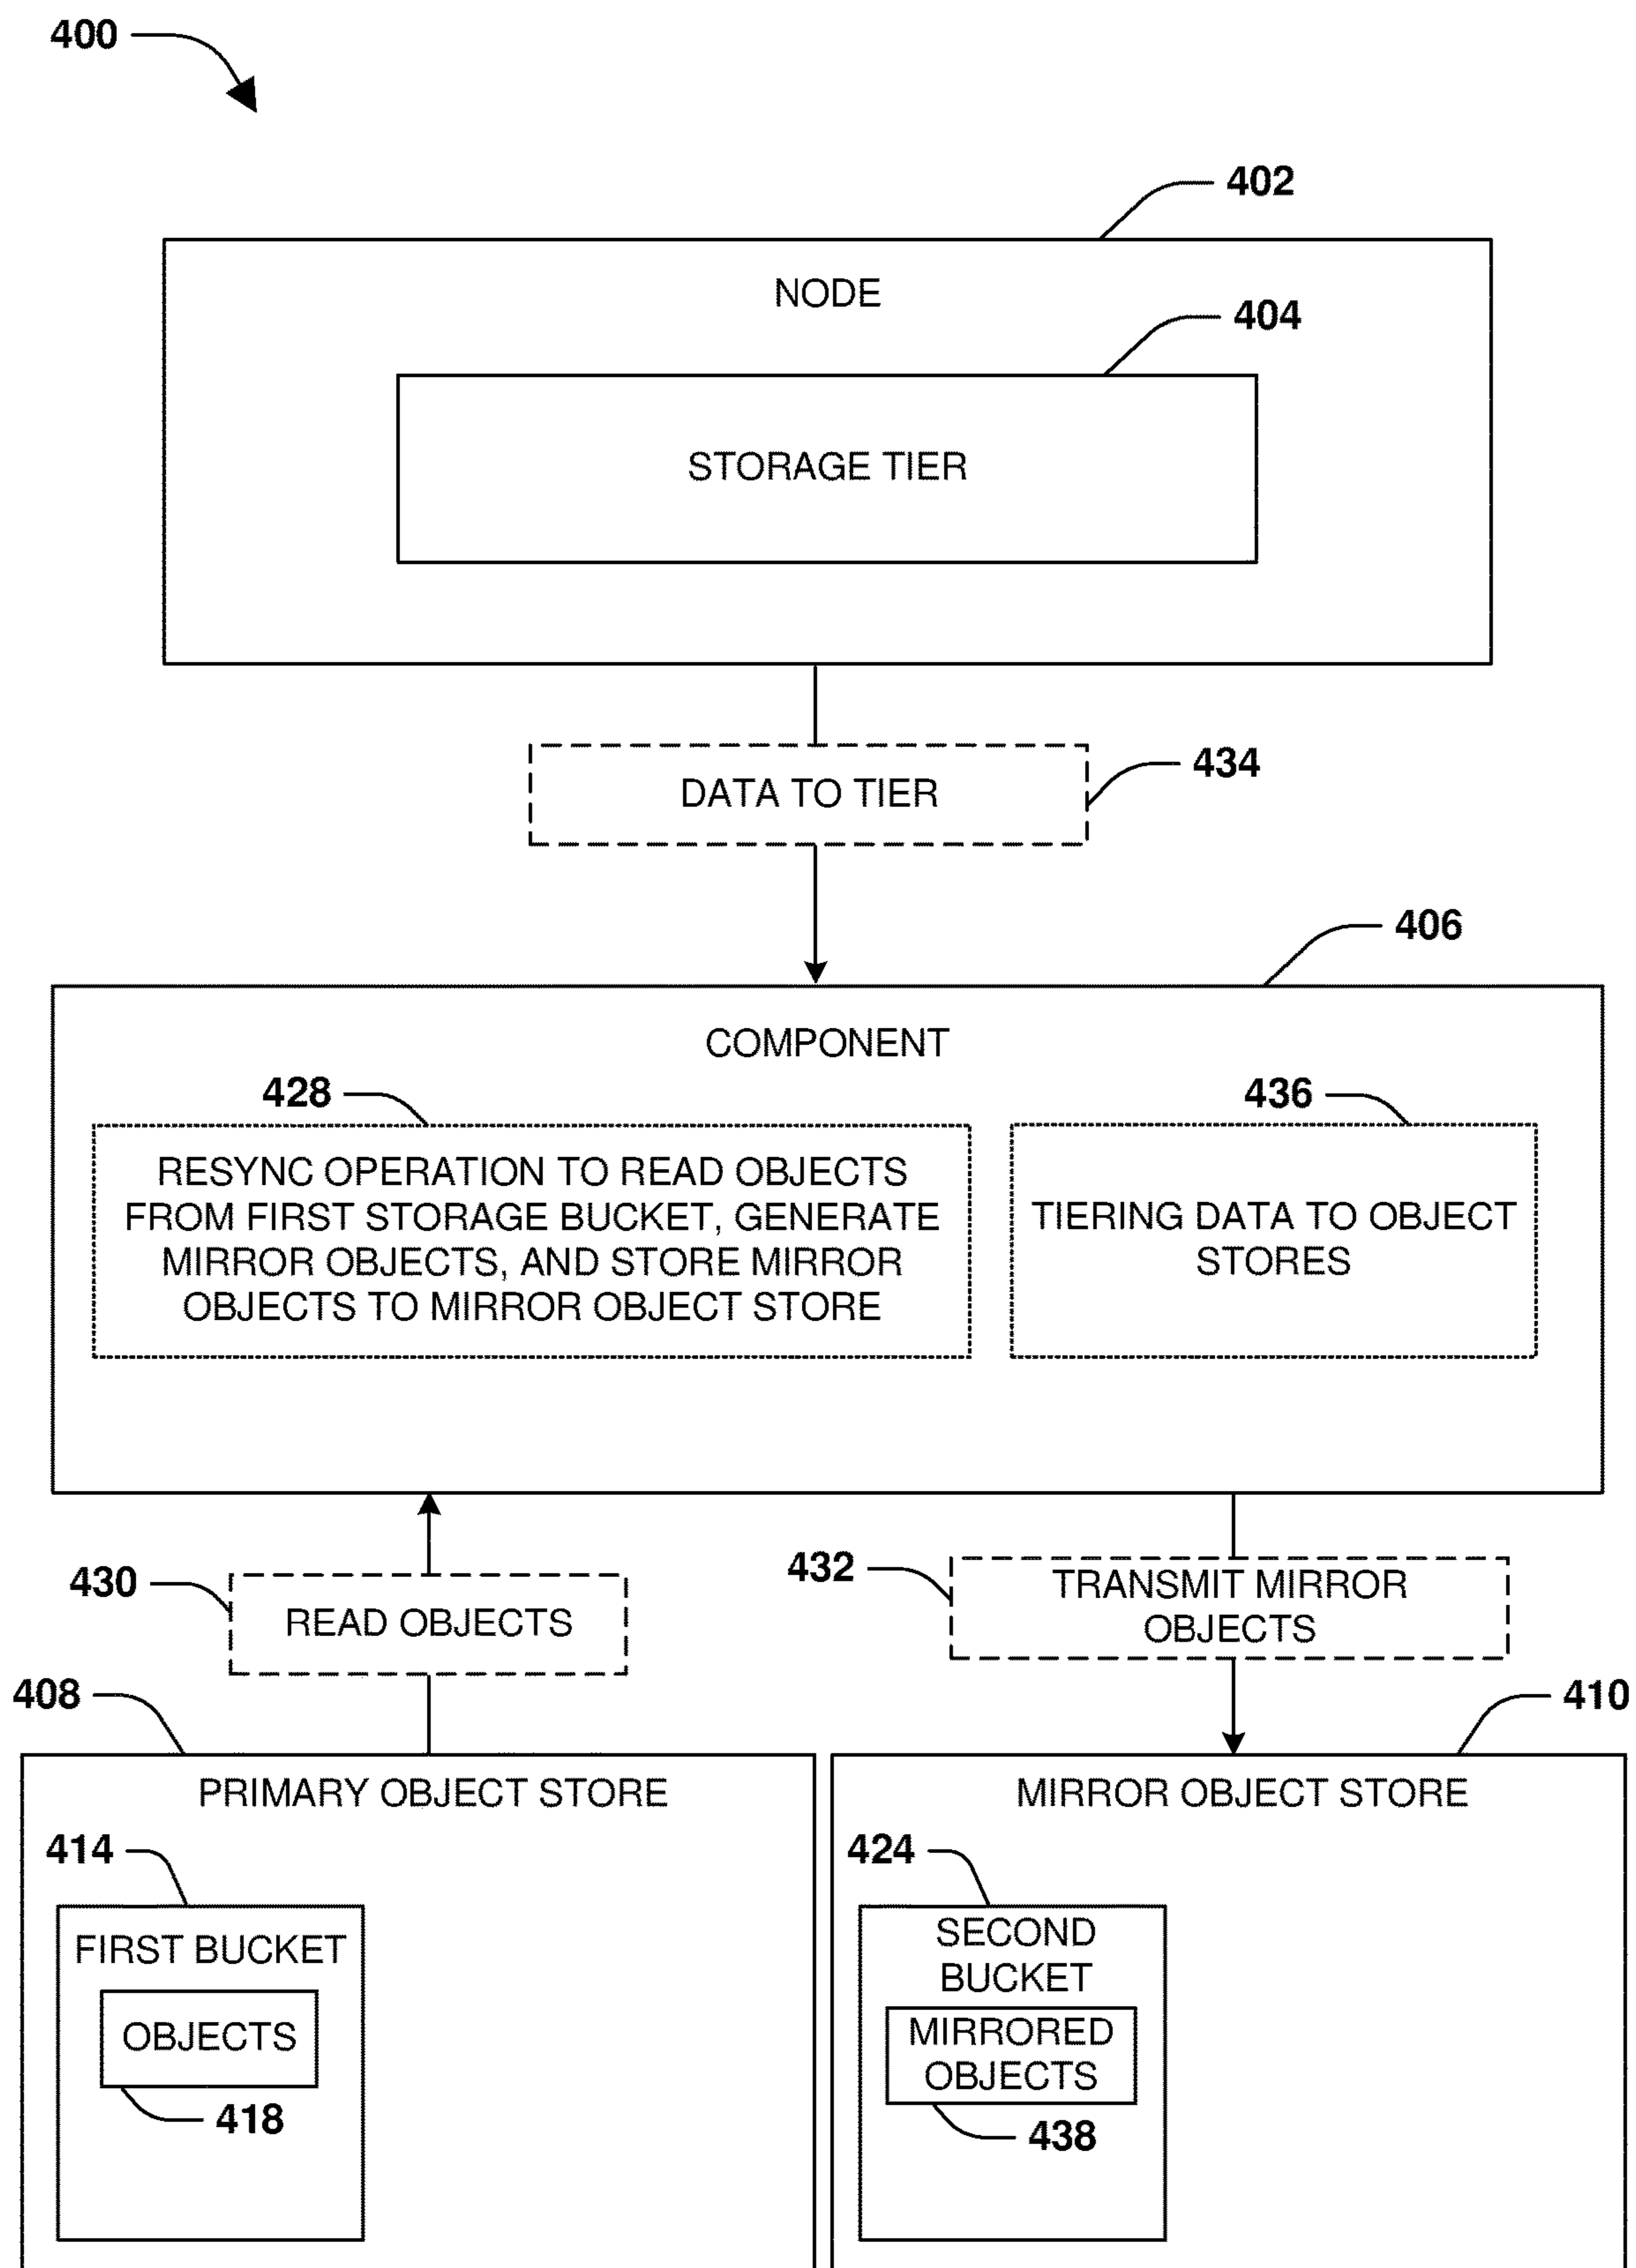 400
402
NODE
404
STORAGE TIER
DATA TO TIER
434
406
COMPONENT
428
436
RESYNC OPERATION TO READ OBJECTS
FROM FIRST STORAGE BUCKET, GENERATE
MIRROR OBJECTS, AND STORE MIRROR
OBJECTS TO MIRROR OBJECT STORE
TIERING DATA TO OBJECT
STORES
430
READ OBJECTS
432
TRANSMIT MIRROR
OBJECTS
408
410
PRIMARY OBJECT STORE
MIRROR OBJECT STORE
414
FIRST BUCKET
OBJECTS
418
424
SECOND
BUCKET
MIRRORED
OBJECTS
438